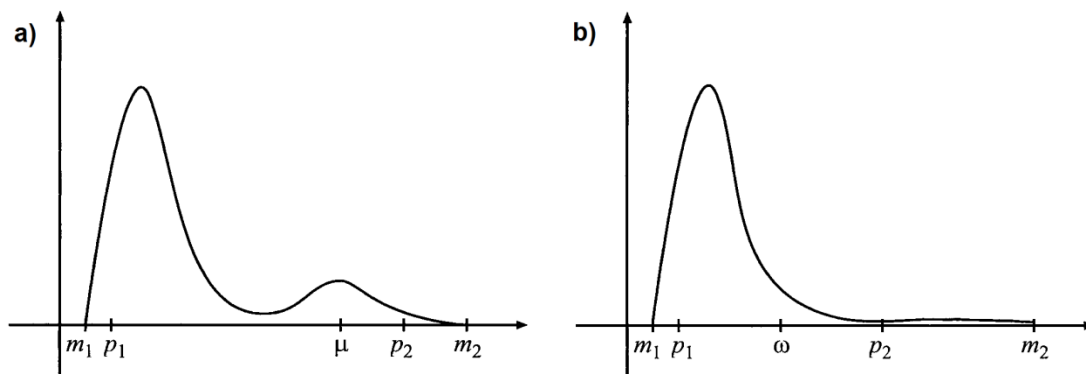 a)
m₁ p₁ μ p₂ m₂
b)
m₁ p₁ ω p₂ m₂